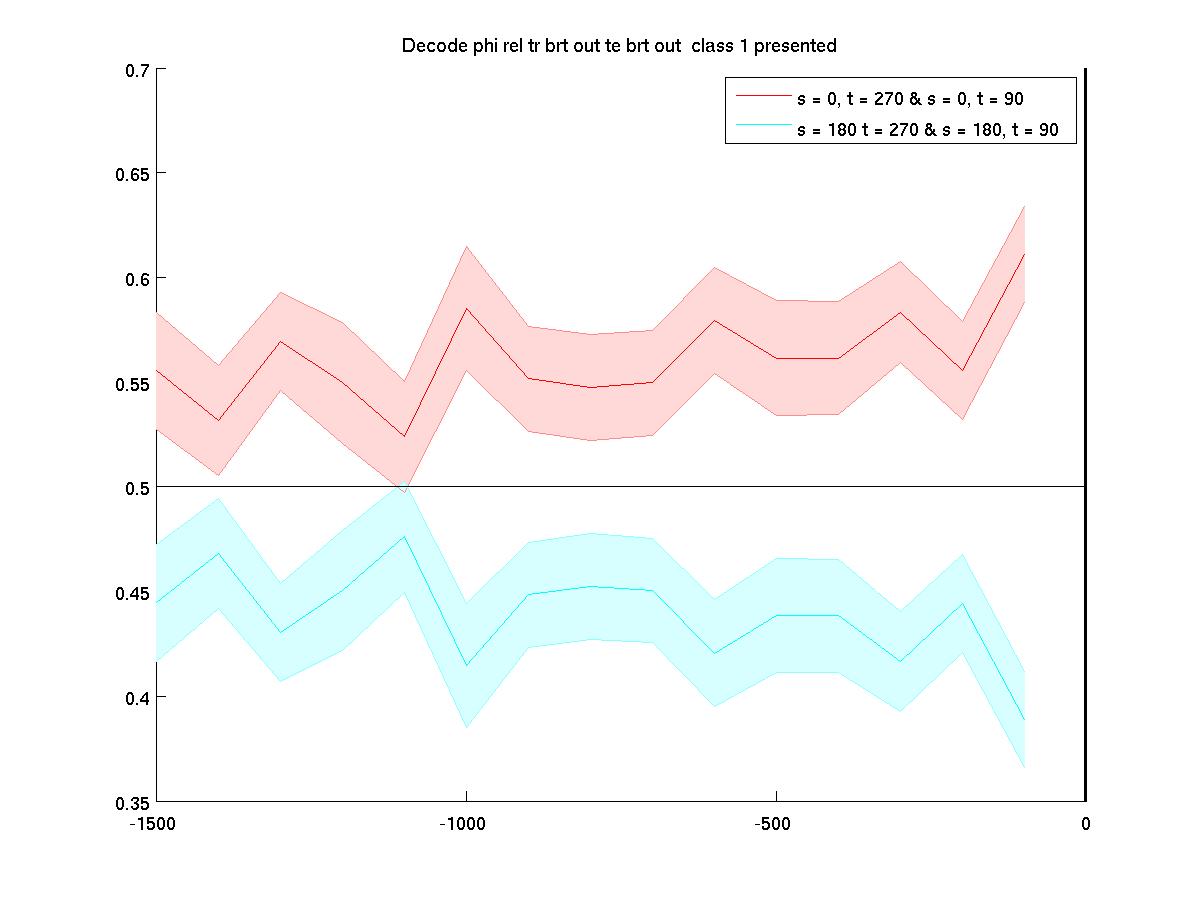 Decode phi rel tr brt out te brt out  class 1 presented
0.7
s = 0, t = 270 & s = 0, t = 90
s = 180 t = 270 & s = 180, t = 90
0.65
0.6
0.55
0.5
0.45
0.4
0.35
-1500 -1000 -500 0